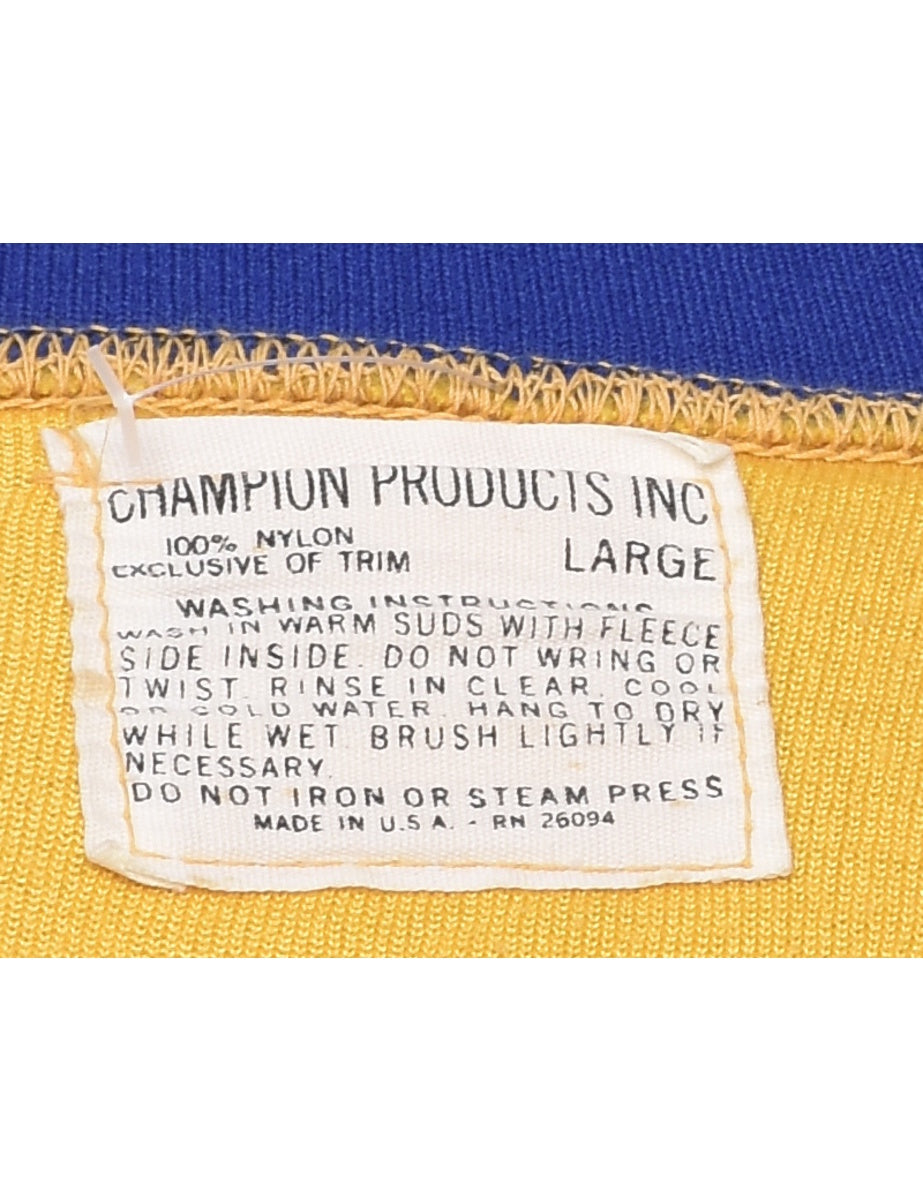 CHAMPION PRODUCTS INC
100% NYLON
EXCLUSIVE OF TRIM
LARGE
WASHING INSTRUCTIONS
WASH IN WARM SUDS WITH FLEECE
SIDE INSIDE. DO NOT WRING OR
TWIST. RINSE IN CLEAR, COOL
OR COLD WATER. HANG TO DRY
WHILE WET. BRUSH LIGHTLY IF
NECESSARY.
DO NOT IRON OR STEAM PRESS
MADE IN U.S.A. - RN 26094